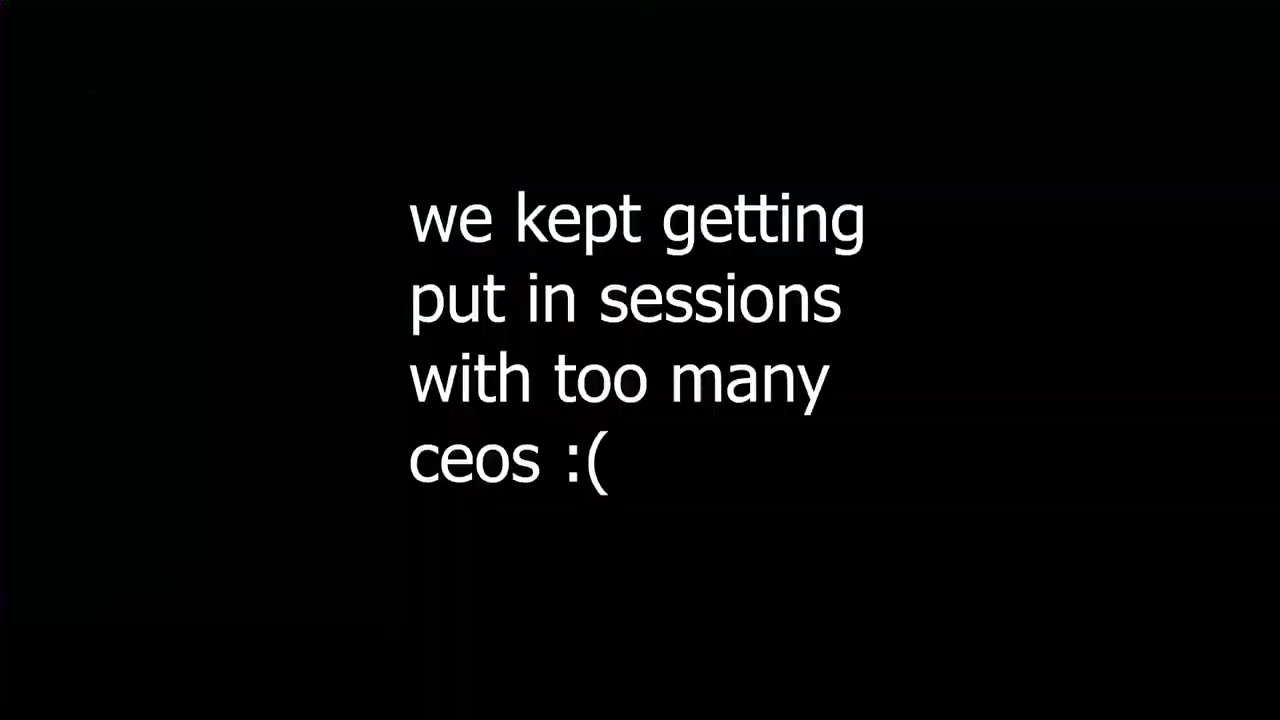 we kept getting
put in sessions
with too many
ceos :(